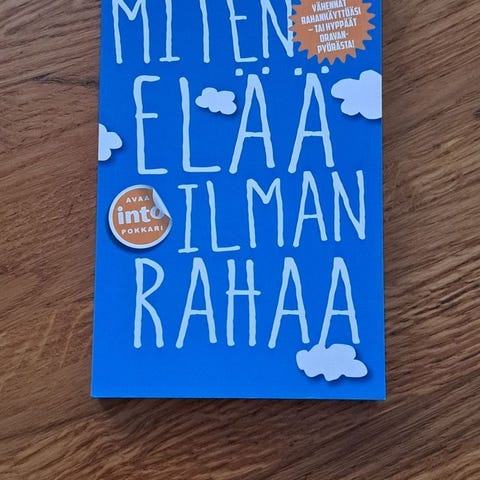 MITEN
VÄHENNÄT
RAHANKÄYTTÖÄSI
– TAI HYPPÄÄT
ORAVAN-
PYÖRÄSTÄ!
ELÄÄ
ILMAN
AVAA
into
POKKARI
RAHAA